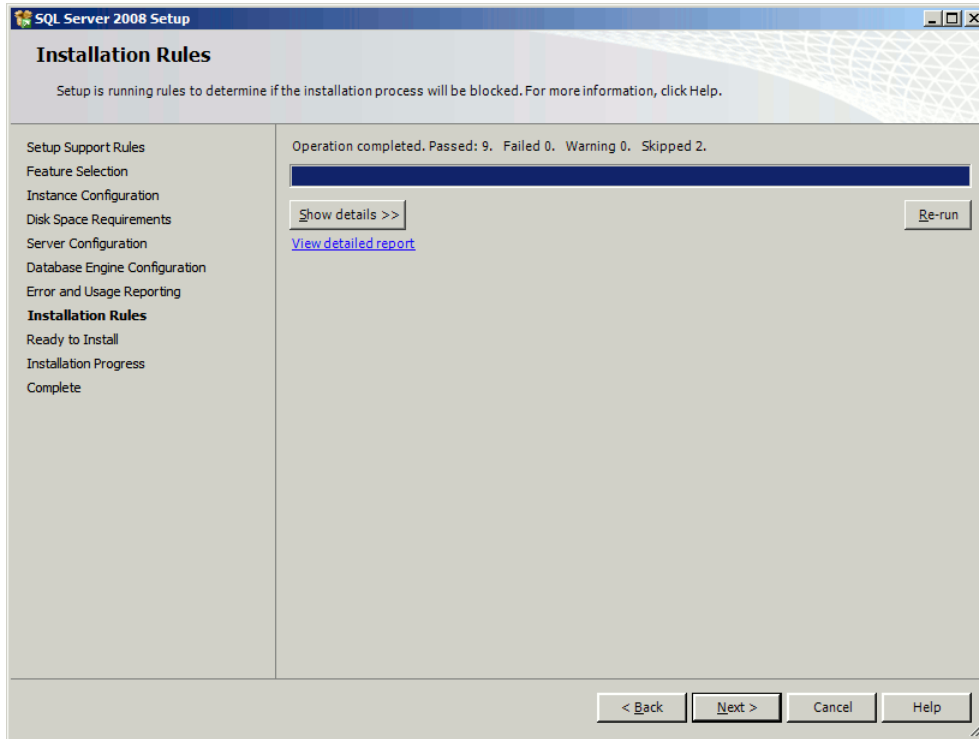 SQL Server 2008 Setup
Installation Rules
Setup is running rules to determine if the installation process will be blocked. For more information, click Help.
Setup Support Rules
Feature Selection
Instance Configuration
Disk Space Requirements
Server Configuration
Database Engine Configuration
Error and Usage Reporting
Installation Rules
Ready to Install
Installation Progress
Complete
Operation completed. Passed: 9. Failed 0. Warning 0. Skipped 2.
Show details >>
Re-run
View detailed report
< Back
Next >
Cancel
Help